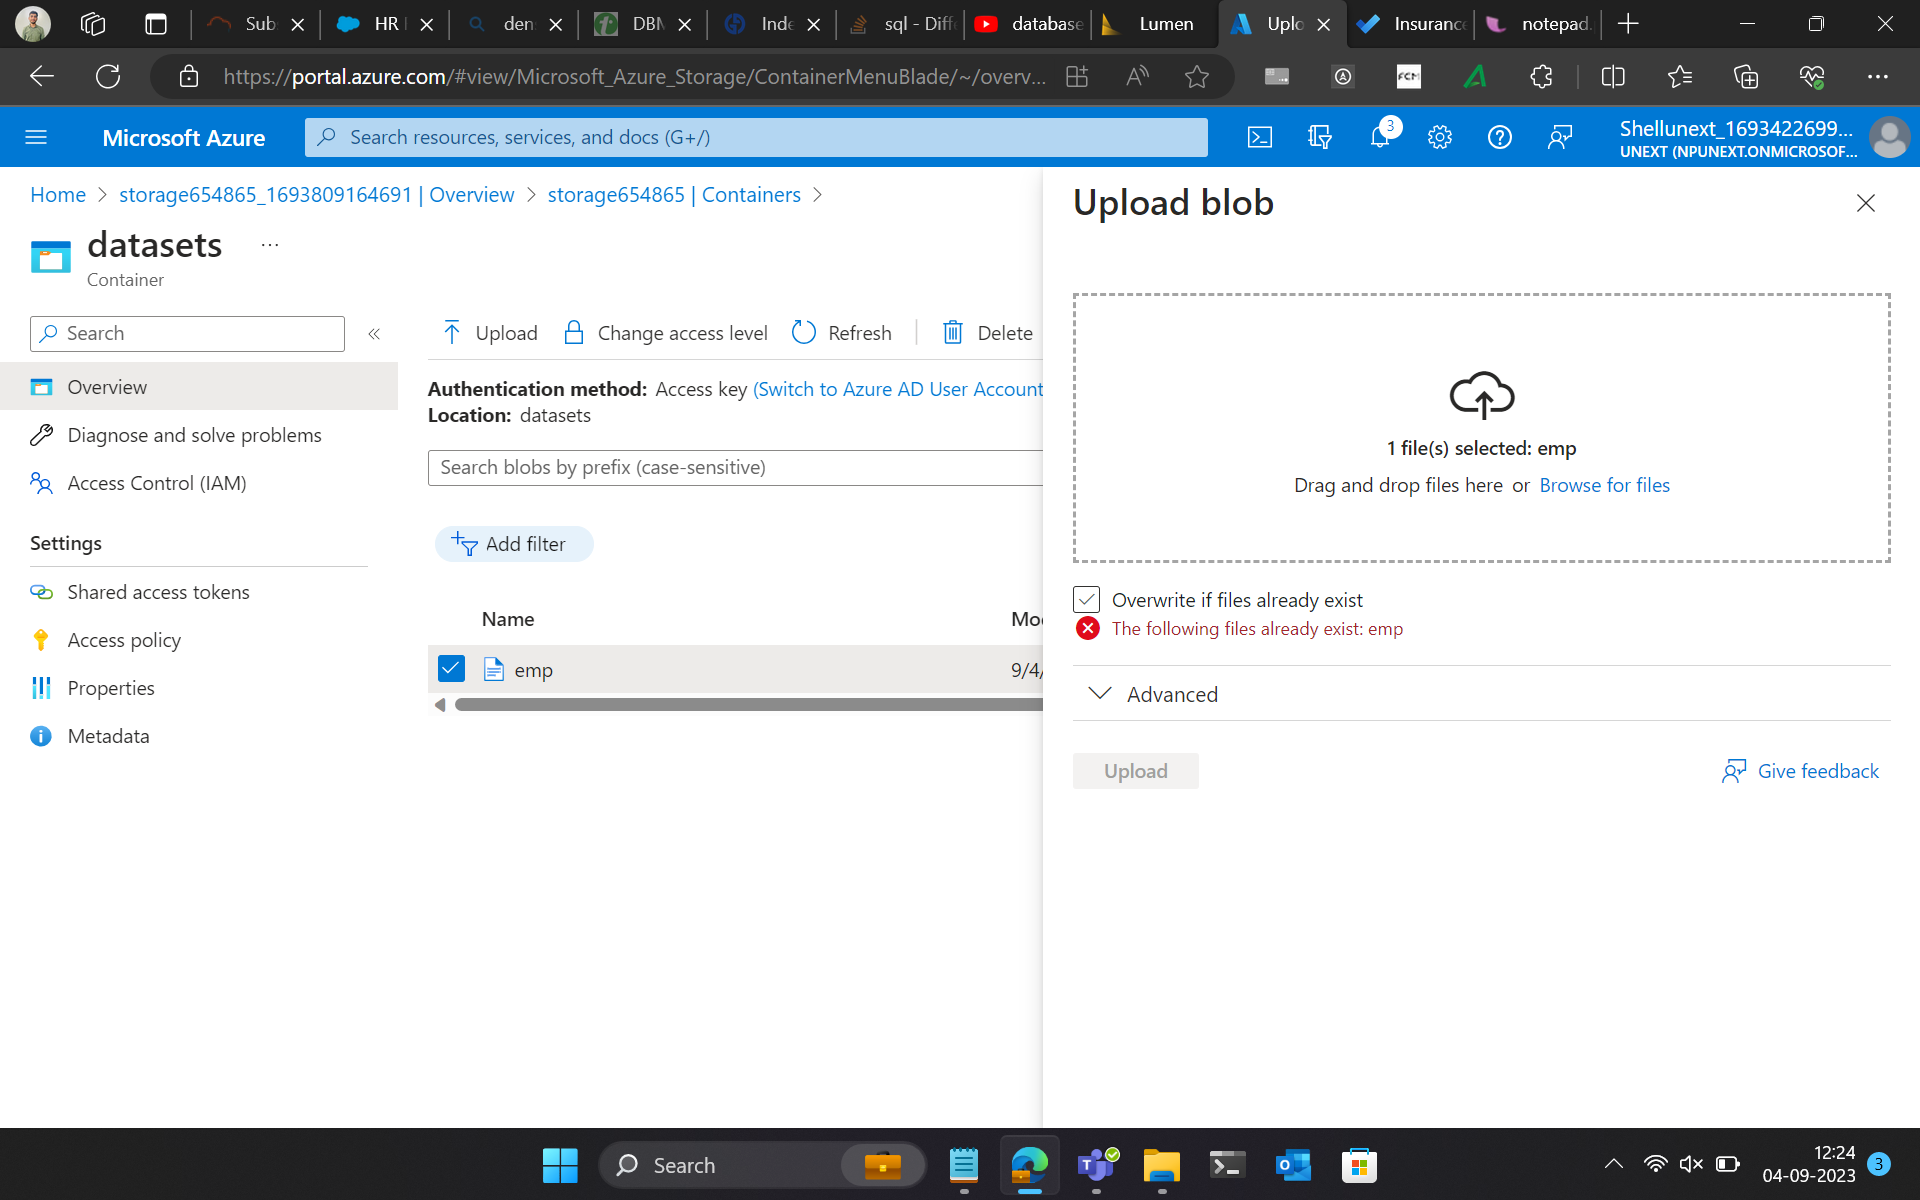 Sub
HR
den
DBM
Inde
sql - Diff
database
Lumen
Uplo
Insurance
notepad.
https://portal.azure.com/#view/Microsoft_Azure_Storage/ContainerMenuBlade/~/overv...
FCM
Microsoft Azure
Search resources, services, and docs (G+/)
3
Shellunext_1693422699...
UNEXT (NPUNEXT.ONMICROSOF...
Home > storage654865_1693809164691 | Overview > storage654865 | Containers >
datasets ...
Container
Search
«
Overview
Diagnose and solve problems
Access Control (IAM)
Settings
Shared access tokens
Access policy
Properties
Metadata
Upload
Change access level
Refresh
Delete
Authentication method: Access key (Switch to Azure AD User Account
Location: datasets
Search blobs by prefix (case-sensitive)
Add filter
Name
Mod
emp
9/4/
Upload blob
1 file(s) selected: emp
Drag and drop files here or Browse for files
Overwrite if files already exist
The following files already exist: emp
Advanced
Upload
Give feedback
Search
12:24
04-09-2023
3